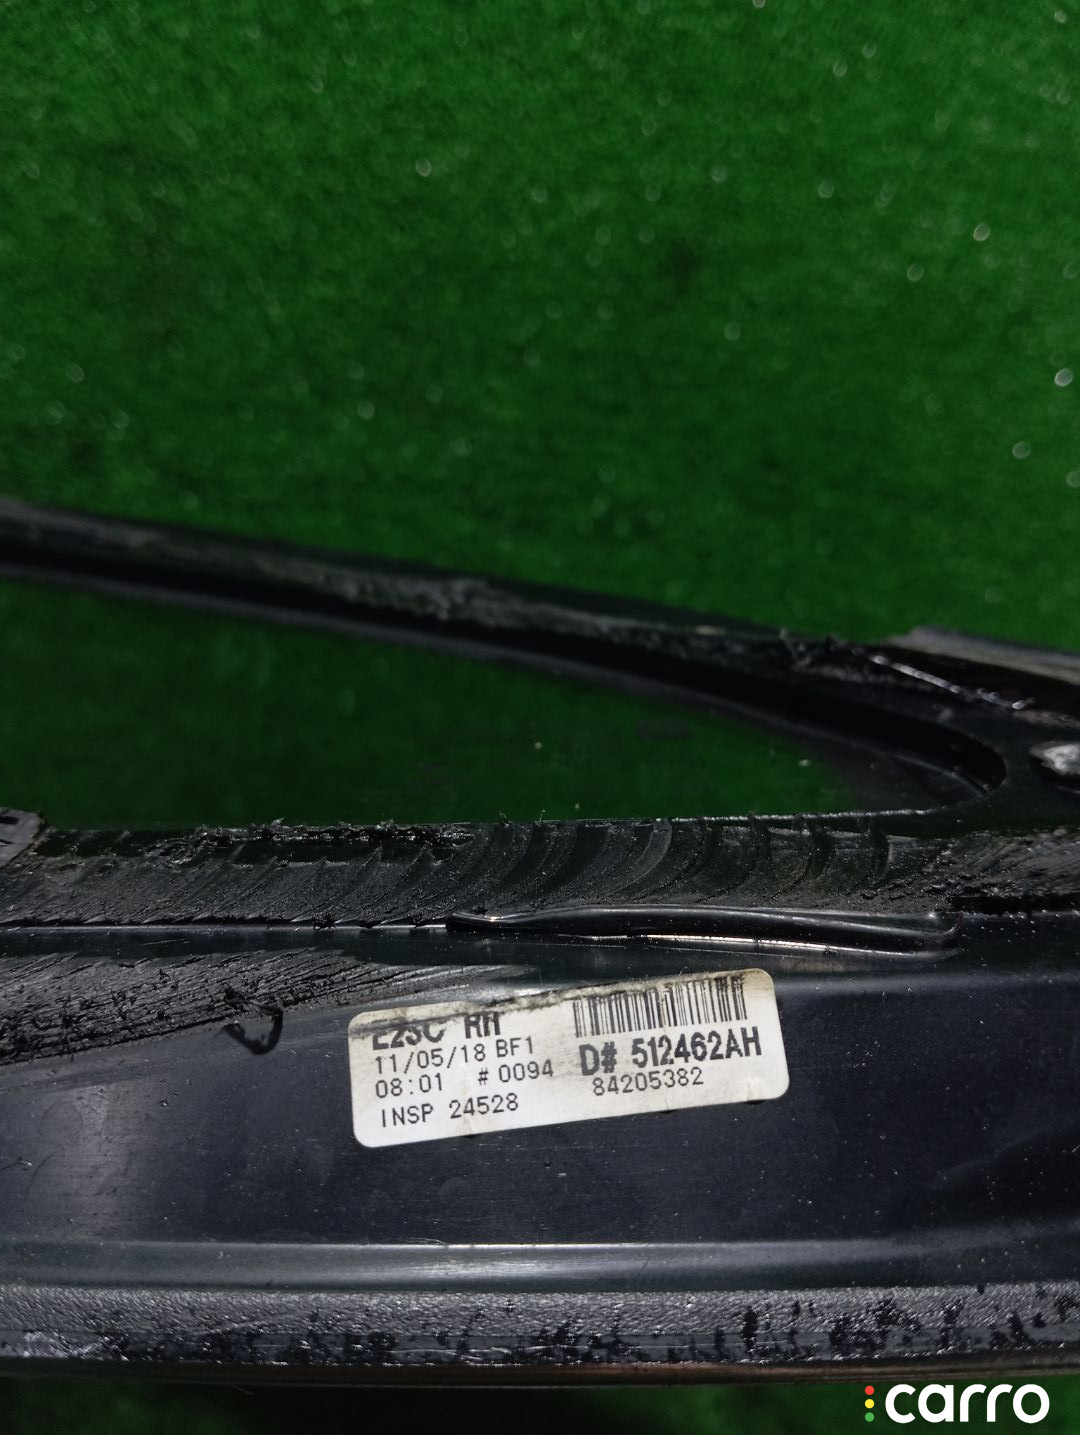 E2SC RH
11/05/18 BF1
08:01 # 0094
INSP 24528
D# 512462AH
84205382
carro